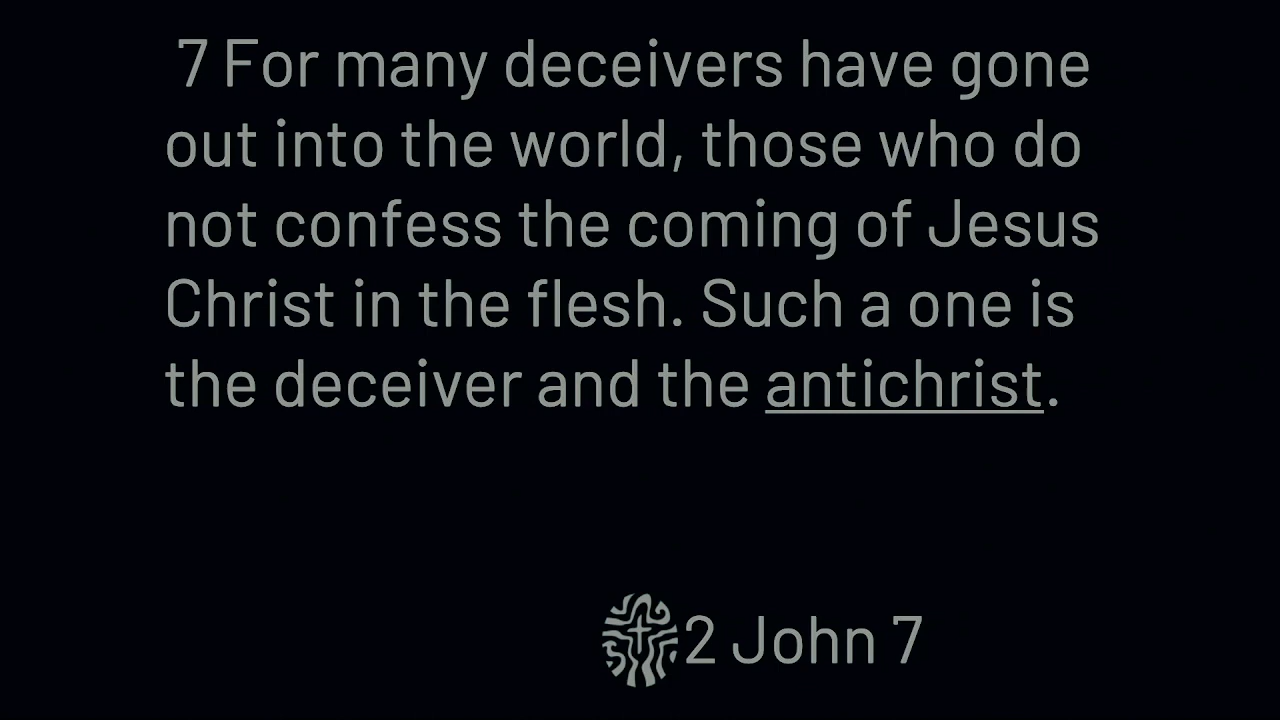 7 For many deceivers have gone
out into the world, those who do
not confess the coming of Jesus
Christ in the flesh. Such a one is
the deceiver and the antichrist.
2 John 7